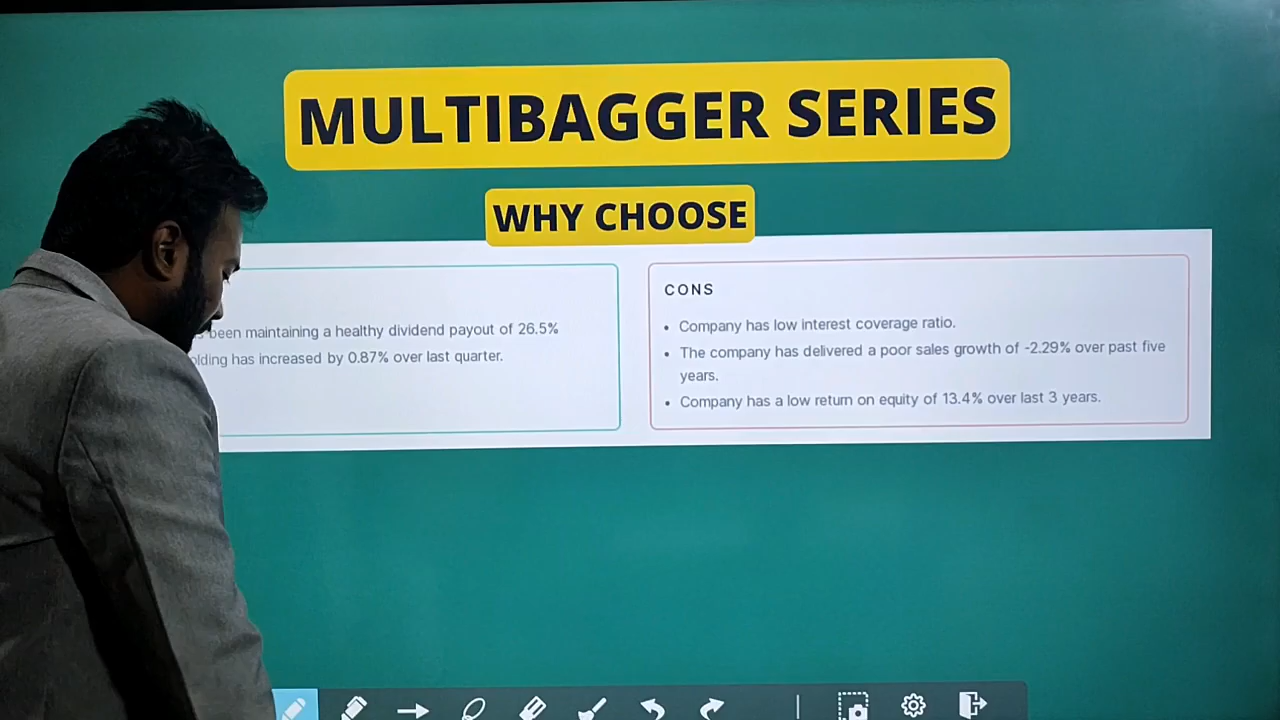 MULTIBAGGER SERIES
WHY CHOOSE
been maintaining a healthy dividend payout of 26.5%
has increased by 0.87% over last quarter.
CONS
• Company has low interest coverage ratio.
• The company has delivered a poor sales growth of -2.29% over past five
years.
• Company has a low return on equity of 13.4% over last 3 years.